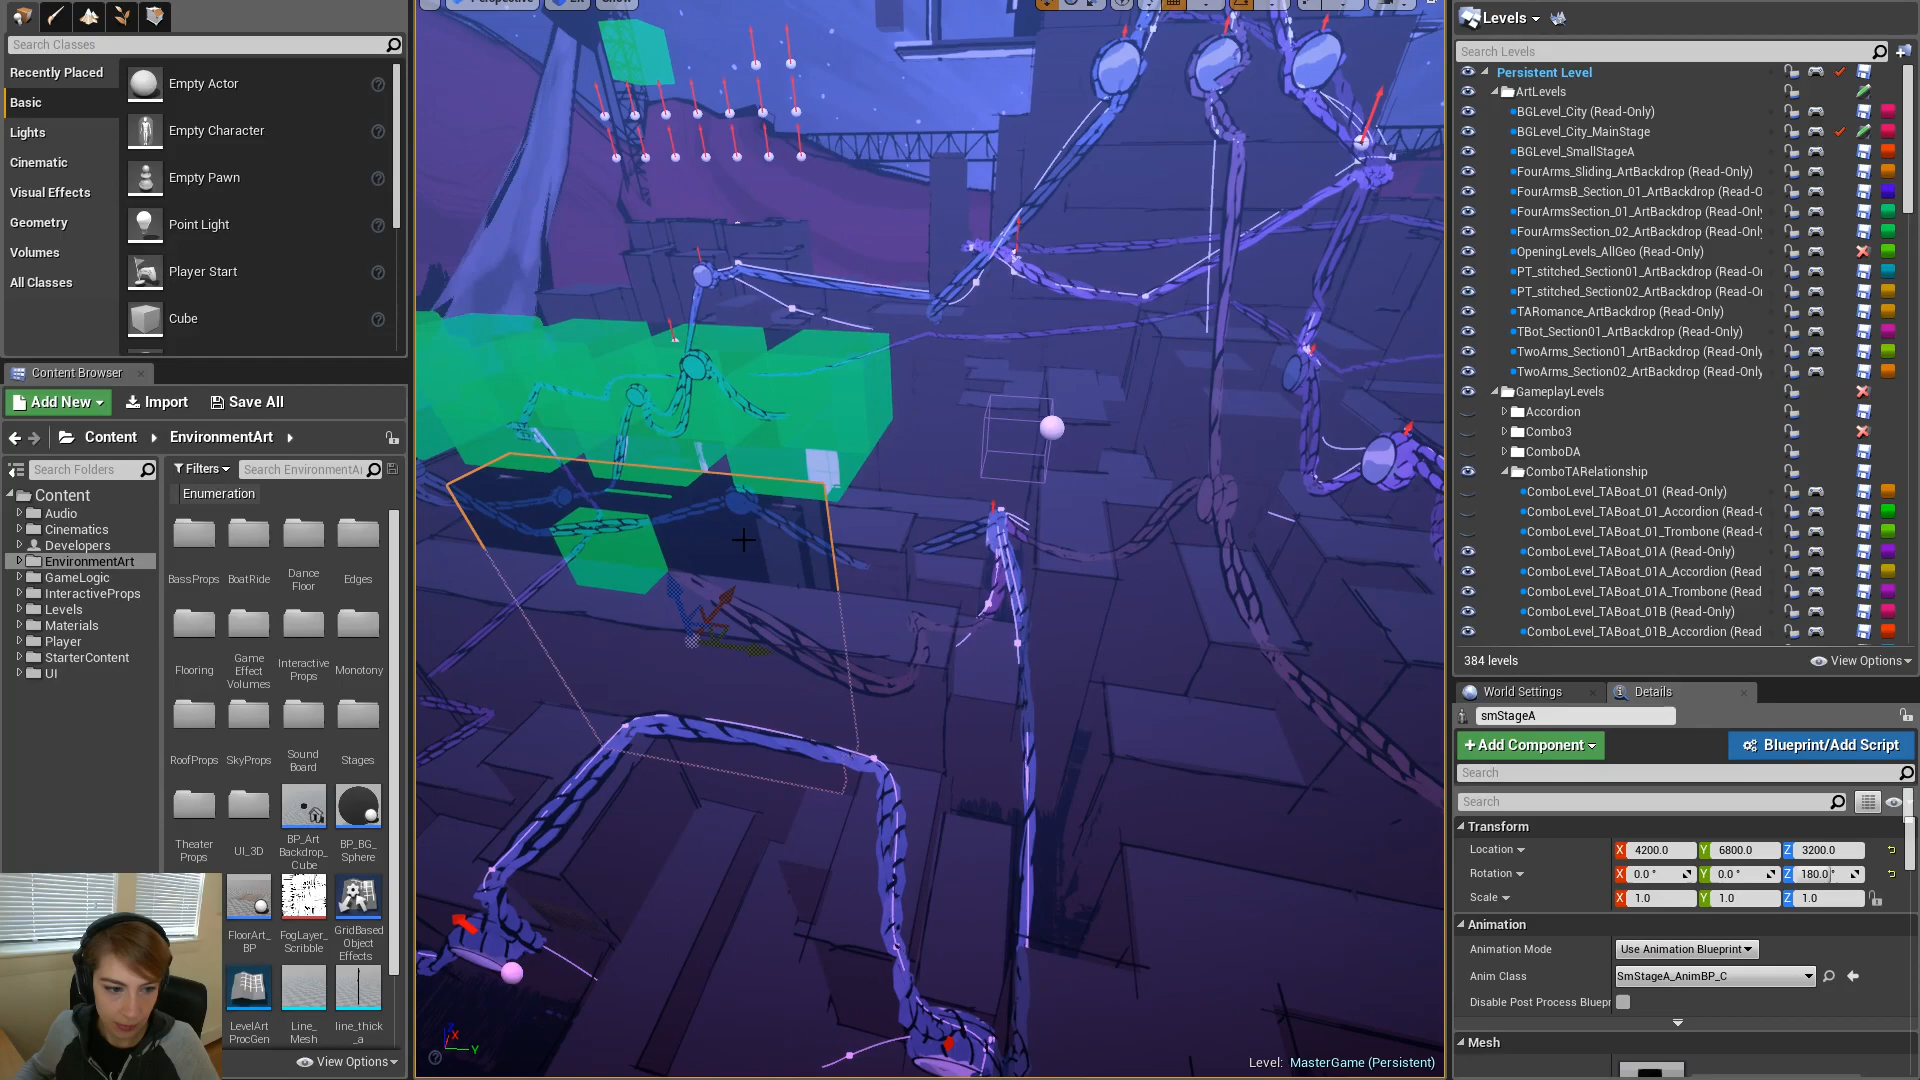 Perspective
Lit
Show
Search Classes
Recently Placed
Basic
Lights
Cinematic
Visual Effects
Geometry
Volumes
All Classes
Empty Actor
Empty Character
Empty Pawn
Point Light
Player Start
Cube
Content Browser
Add New
Import
Save All
Content
EnvironmentArt
Search Folders
Filters
Search EnvironmentAr
Enumeration
Content
Audio
Cinematics
Developers
EnvironmentArt
GameLogic
InteractiveProps
Levels
Materials
Player
StarterContent
UI
BassProps
BoatRide
Dance Floor
Edges
Flooring
Game Effect Volumes
Interactive Props
Monotony
RoofProps
SkyProps
Sound Board
Stages
Theater Props
UI_3D
BP_Art Backdrop_ Cube
BP_BG_ Sphere
FloorArt_ BP
FogLayer_ Scribble
GridBased Object Effects
LevelArt ProcGen
Line_ Mesh
line_thick _a
View Options
Level: MasterGame (Persistent)
Levels
Search Levels
Persistent Level
ArtLevels
BGLevel_City (Read-Only)
BGLevel_City_MainStage
BGLevel_SmallStageA
FourArms_Sliding_ArtBackdrop (Read-Only)
FourArmsB_Section_01_ArtBackdrop (Read-O
FourArmsSection_01_ArtBackdrop (Read-Onl
FourArmsSection_02_ArtBackdrop (Read-Onl
OpeningLevels_AllGeo (Read-Only)
PT_stitched_Section01_ArtBackdrop (Read-O
PT_stitched_Section02_ArtBackdrop (Read-O
TARomance_ArtBackdrop (Read-Only)
TBot_Section01_ArtBackdrop (Read-Only)
TwoArms_Section01_ArtBackdrop (Read-Only
TwoArms_Section02_ArtBackdrop (Read-Only
GameplayLevels
Accordion
Combo3
ComboDA
ComboTARelationship
ComboLevel_TABoat_01 (Read-Only)
ComboLevel_TABoat_01_Accordion (Read-O
ComboLevel_TABoat_01_Trombone (Read-O
ComboLevel_TABoat_01A (Read-Only)
ComboLevel_TABoat_01A_Accordion (Read
ComboLevel_TABoat_01A_Trombone (Read
ComboLevel_TABoat_01B (Read-Only)
ComboLevel_TABoat_01B_Accordion (Read
384 levels
View Options
World Settings
Details
smStageA
+Add Component
Blueprint/Add Script
Search
Search
Transform
Location X 4200.0 Y 6800.0 Z 3200.0
Rotation X 0.0 ° Y 0.0 ° Z 180.0 °
Scale X 1.0 Y 1.0 Z 1.0
Animation
Animation Mode
Use Animation Blueprint
Anim Class
SmStageA_AnimBP_C
Disable Post Process Bluepr
Mesh
X
Y